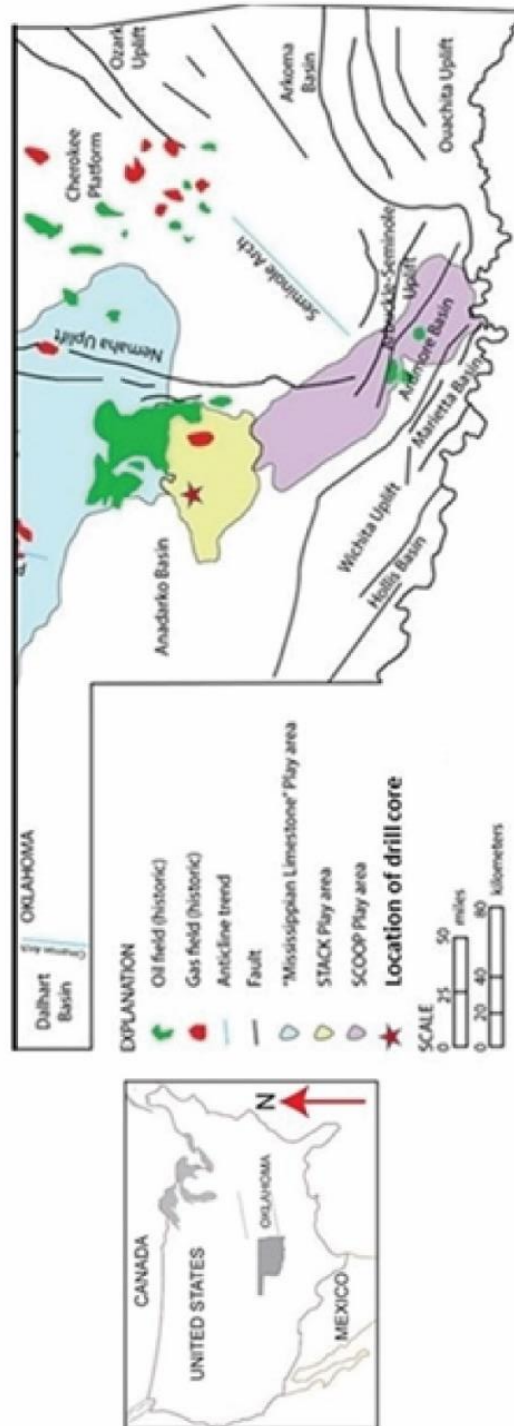 CANADA
UNITED STATES
OKLAHOMA
MEXICO
N
OKLAHOMA
Dalhart
Basin
EXPLANATION
Oil field (historic)
Gas field (historic)
Anticline trend
Fault
"Mississippian Limestone" Play area
STACK Play area
SCOOP Play area
Location of drill core
SCALE
0 25 50
miles
0 20 40 80
kilometers
Anadarko Basin
Nemaha Uplift
Cherokee
Platform
Ozark
Uplift
Seminole Arch
Arkoma
Basin
Ouachita Uplift
Arbuckle-Seminole
Uplift
Ardmore Basin
Marietta Basin
Wichita Uplift
Hollis Basin